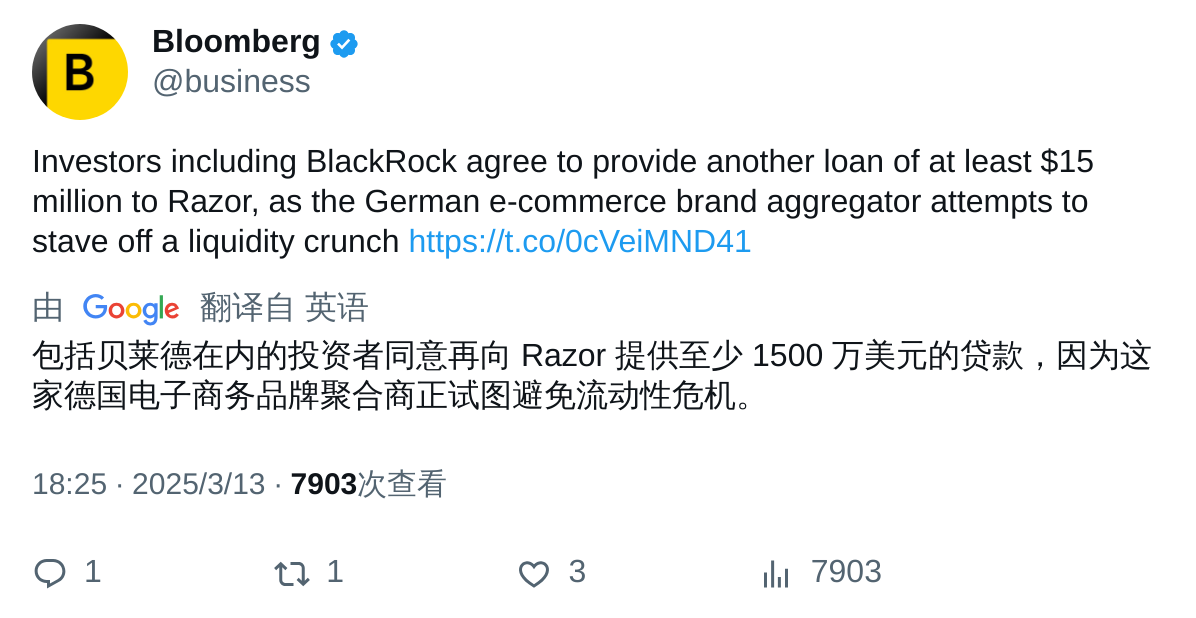 B
Bloomberg
@business
Investors including BlackRock agree to provide another loan of at least $15
million to Razor, as the German e-commerce brand aggregator attempts to
stave off a liquidity crunch https://t.co/0cVeiMND41
由 Google 翻译自 英语
包括贝莱德在内的投资者同意再向 Razor 提供至少 1500 万美元的贷款，因为这
家德国电子商务品牌聚合商正试图避免流动性危机。
18:25 · 2025/3/13 · 7903次查看
1 1 3 7903